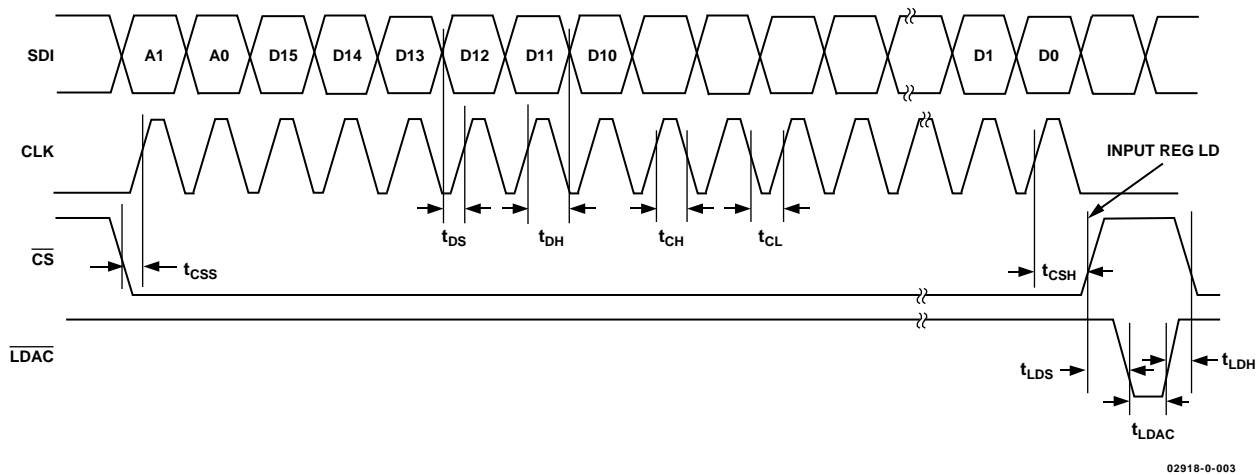 SDI A1 A0 D15 D14 D13 D12 D11 D10 D1 D0
CLK
INPUT REG LD
tDS tDH tCH tCL
CS
tCSS
tCSH
LDAC
tLDS
tLDH
tLDAC
02918-0-003